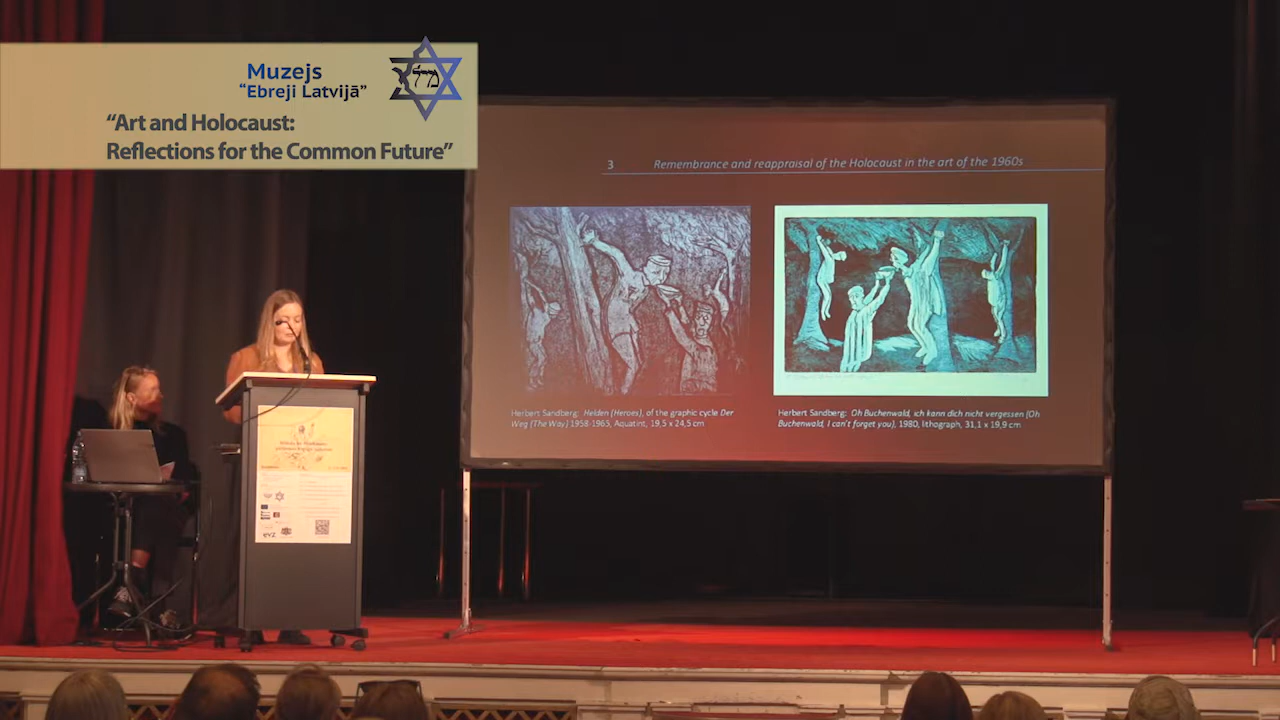 Muzejs
“Ebreji Latvijā”
“Art and Holocaust:
Reflections for the Common Future”
3 Remembrance and reappraisal of the Holocaust in the art of the 1960s
Herbert Sandberg: Helden (Heroes), of the graphic cycle Der
Weg (The Way) 1958-1963, Aquatint, 19,5 x 24,5 cm
Herbert Sandberg: Oh Buchenwald, ich kann dich nicht vergessen (Oh
Buchenwald, I can't forget you), 1980, lithograph, 31,1 x 19,9 cm
evz